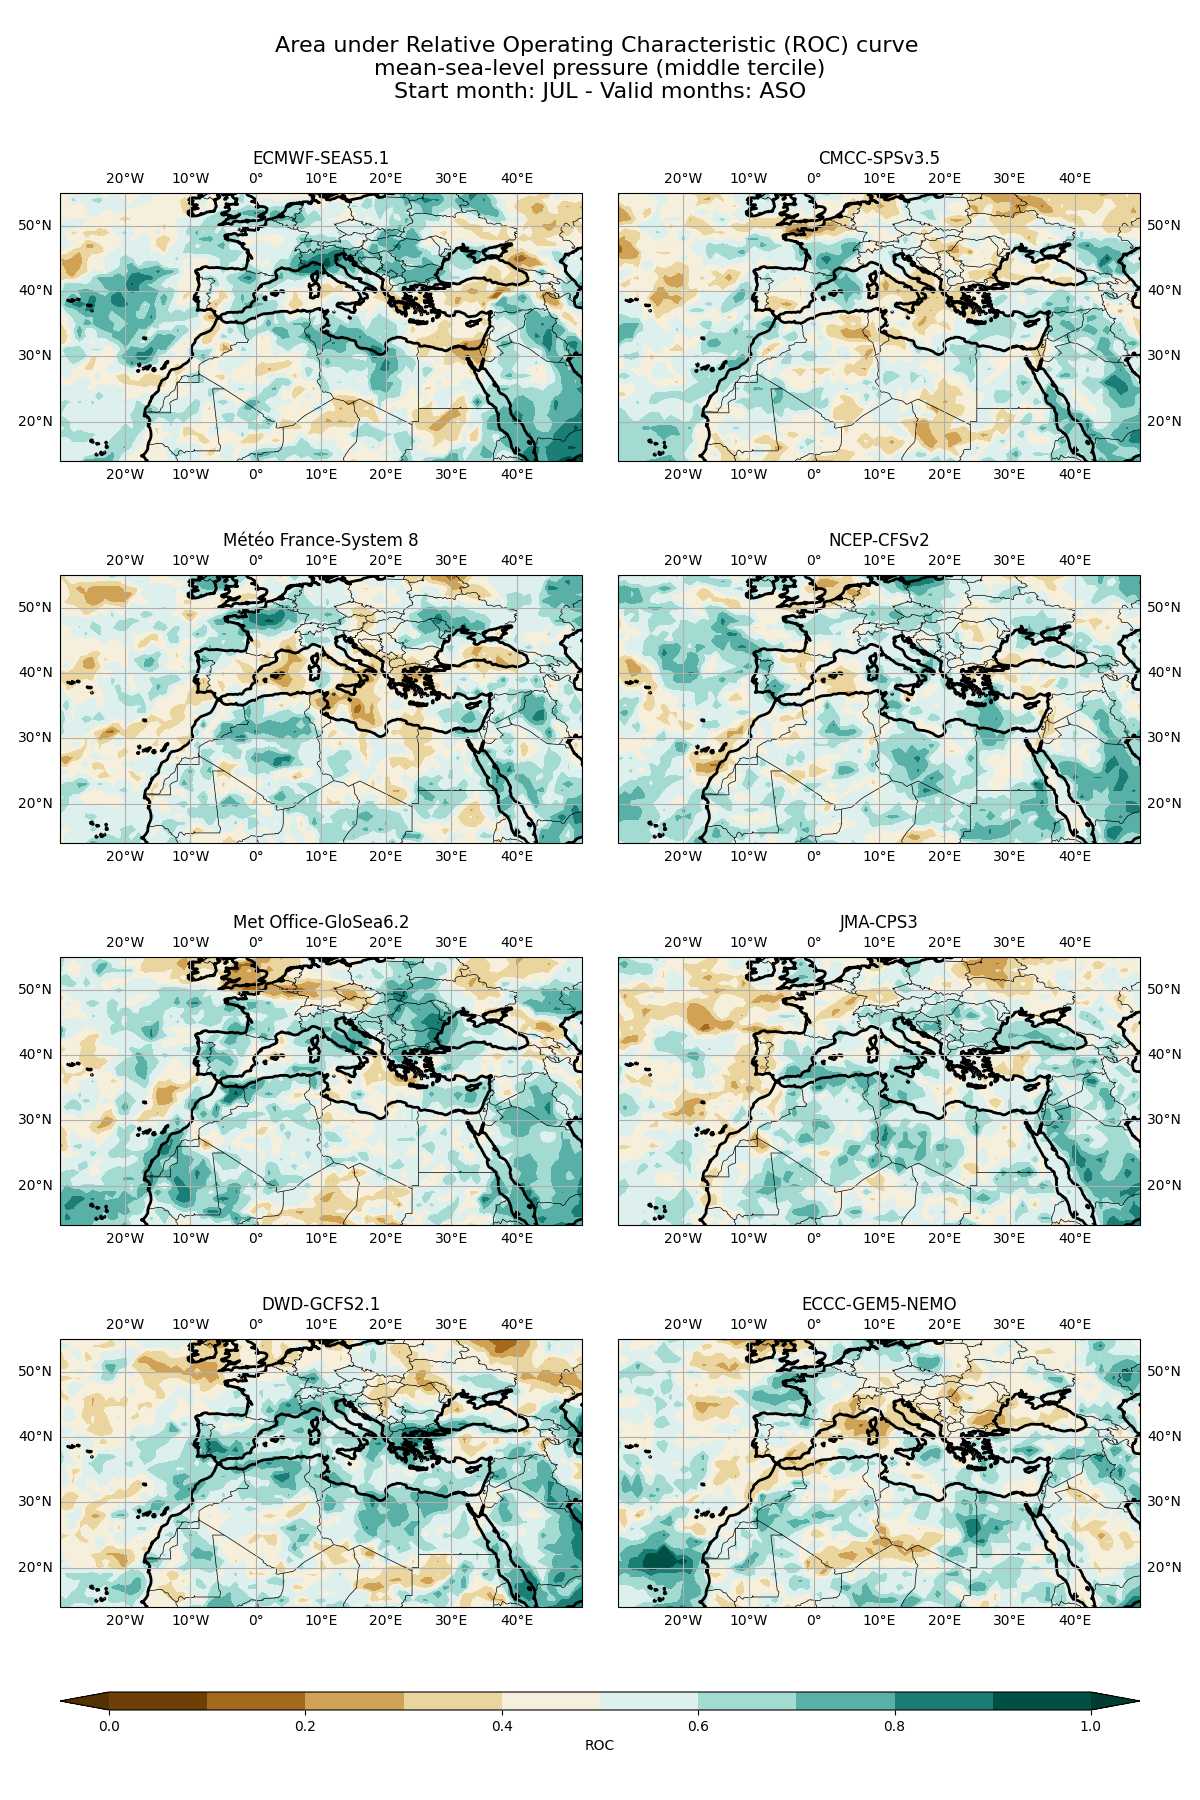 Area under Relative Operating Characteristic (ROC) curve
mean-sea-level pressure (middle tercile)
Start month: JUL - Valid months: ASO
ECMWF-SEAS5.1
20°W 10°W 0° 10°E 20°E 30°E 40°E
50°N
40°N
30°N
20°N
20°W 10°W 0° 10°E 20°E 30°E 40°E
CMCC-SPSv3.5
20°W 10°W 0° 10°E 20°E 30°E 40°E
50°N
40°N
30°N
20°N
20°W 10°W 0° 10°E 20°E 30°E 40°E
Météo France-System 8
20°W 10°W 0° 10°E 20°E 30°E 40°E
50°N
40°N
30°N
20°N
20°W 10°W 0° 10°E 20°E 30°E 40°E
NCEP-CFSv2
20°W 10°W 0° 10°E 20°E 30°E 40°E
50°N
40°N
30°N
20°N
20°W 10°W 0° 10°E 20°E 30°E 40°E
Met Office-GloSea6.2
20°W 10°W 0° 10°E 20°E 30°E 40°E
50°N
40°N
30°N
20°N
20°W 10°W 0° 10°E 20°E 30°E 40°E
JMA-CPS3
20°W 10°W 0° 10°E 20°E 30°E 40°E
50°N
40°N
30°N
20°N
20°W 10°W 0° 10°E 20°E 30°E 40°E
DWD-GCFS2.1
20°W 10°W 0° 10°E 20°E 30°E 40°E
50°N
40°N
30°N
20°N
20°W 10°W 0° 10°E 20°E 30°E 40°E
ECCC-GEM5-NEMO
20°W 10°W 0° 10°E 20°E 30°E 40°E
50°N
40°N
30°N
20°N
20°W 10°W 0° 10°E 20°E 30°E 40°E
0.0 0.2 0.4 0.6 0.8 1.0
ROC